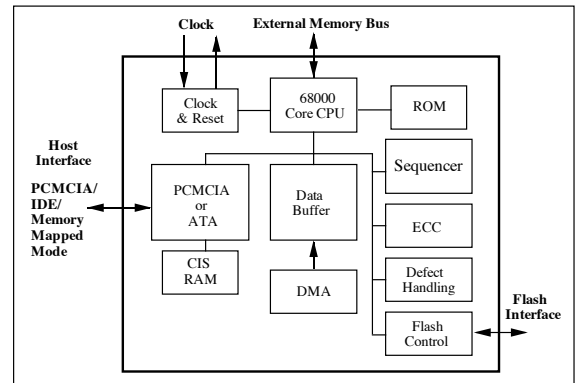 Clock
External Memory Bus
Clock
& Reset
68000
Core CPU
ROM
Host
Interface
PCMCIA/
IDE/
Memory
Mapped
Mode
PCMCIA
or
ATA
Data
Buffer
Sequencer
ECC
CIS
RAM
DMA
Defect
Handling
Flash
Control
Flash
Interface